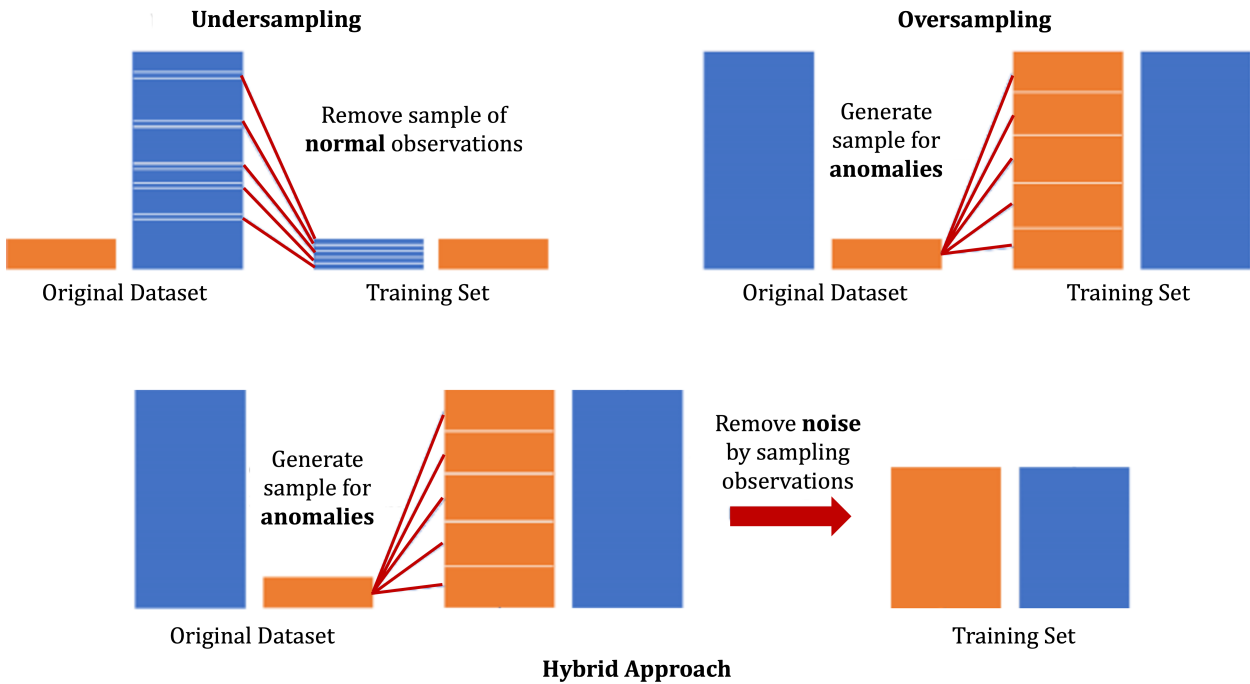 Undersampling
Remove sample of
normal observations
Original Dataset
Training Set
Oversampling
Generate
sample for
anomalies
Original Dataset
Training Set
Generate
sample for
anomalies
Original Dataset
Remove noise
by sampling
observations
Training Set
Hybrid Approach